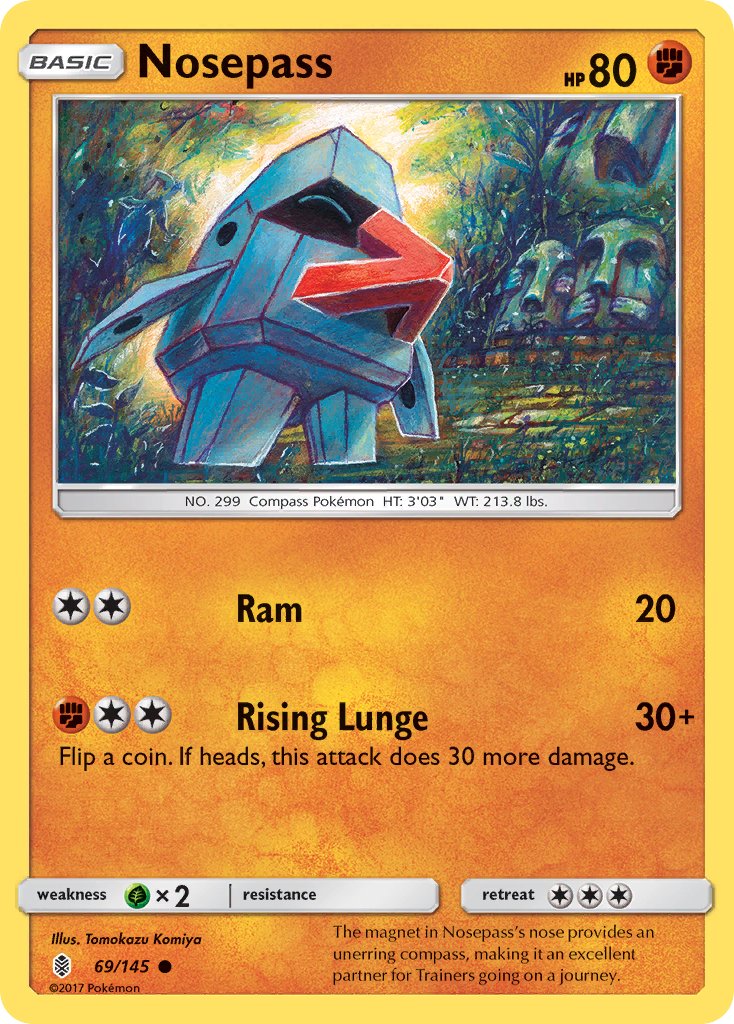 BASIC Nosepass HP 80
NO. 299 Compass Pokémon HT: 3'03" WT: 213.8 lbs.
Ram 20
Rising Lunge 30+
Flip a coin. If heads, this attack does 30 more damage.
weakness × 2 resistance retreat
Illus. Tomokazu Komiya
69/145
©2017 Pokémon
The magnet in Nosepass's nose provides an
unerring compass, making it an excellent
partner for Trainers going on a journey.